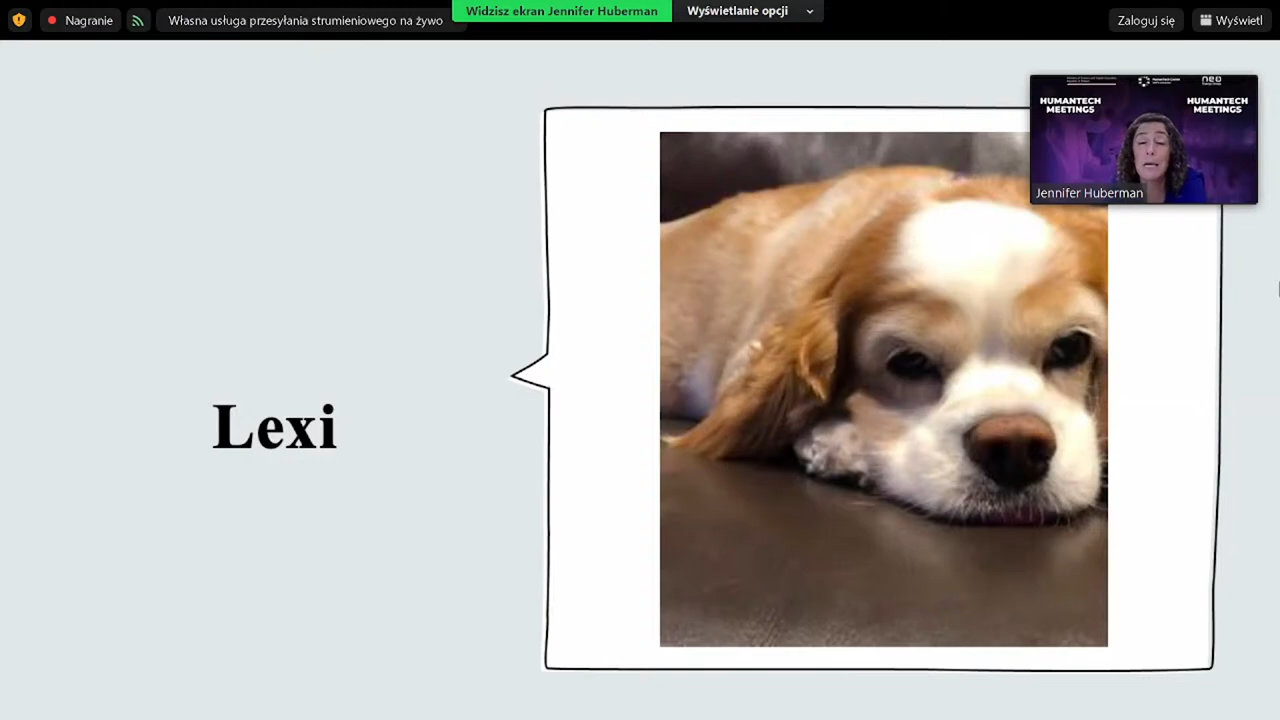 Nagranie
Własna usługa przesyłania strumieniowego na żywo
Widzisz ekran Jennifer Huberman
Wyświetlanie opcji
Zaloguj się
Wyświetl
HUMANTECH
MEETINGS
HUMANTECH
MEETINGS
Jennifer Huberman
Lexi